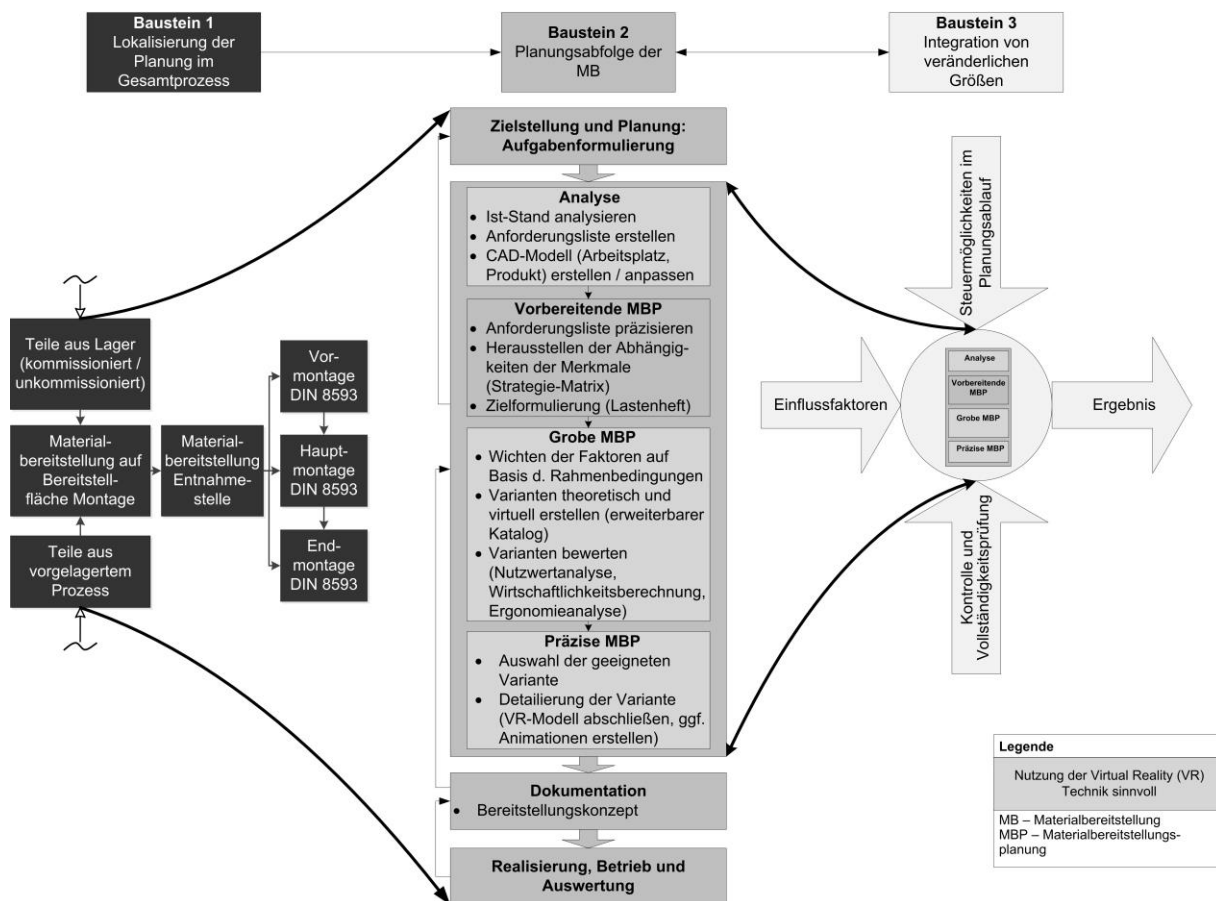 Baustein 1
Lokalisierung der
Planung im
Gesamtprozess
Baustein 2
Planungsabfolge der
MB
Baustein 3
Integration von
veränderlichen
Größen
Teile aus Lager
(kommissioniert /
unkommissioniert)
Material-
bereitstellung auf
Bereitstell-
fläche Montage
Teile aus
vorgelagertem
Prozess
Material-
bereitstellung
Entnahme-
stelle
Vor-
montage
DIN 8593
Haupt-
montage
DIN 8593
End-
montage
DIN 8593
Zielstellung und Planung:
Aufgabenformulierung
Analyse
• Ist-Stand analysieren
• Anforderungsliste erstellen
• CAD-Modell (Arbeitsplatz,
Produkt) erstellen / anpassen
Vorbereitende MBP
• Anforderungsliste präzisieren
• Herausstellen der Abhängig-
keiten der Merkmale
(Strategie-Matrix)
• Zielformulierung (Lastenheft)
Grobe MBP
• Wichten der Faktoren auf
Basis d. Rahmenbedingungen
• Varianten theoretisch und
virtuell erstellen (erweiterbarer
Katalog)
• Varianten bewerten
(Nutzwertanalyse,
Wirtschaftlichkeitsberechnung,
Ergonomieanalyse)
Präzise MBP
• Auswahl der geeigneten
Variante
• Detailierung der Variante
(VR-Modell abschließen, ggf.
Animationen erstellen)
Dokumentation
• Bereitstellungskonzept
Realisierung, Betrieb und
Auswertung
Steuermöglichkeiten im
Planungsablauf
Einflussfaktoren
Analyse
Vorbereitende
MBP
Grobe MBP
Präzise MBP
Ergebnis
Kontrolle und
Vollständigkeitsprüfung
Legende
Nutzung der Virtual Reality (VR)
Technik sinnvoll
MB – Materialbereitstellung
MBP – Materialbereitstellungs-
planung